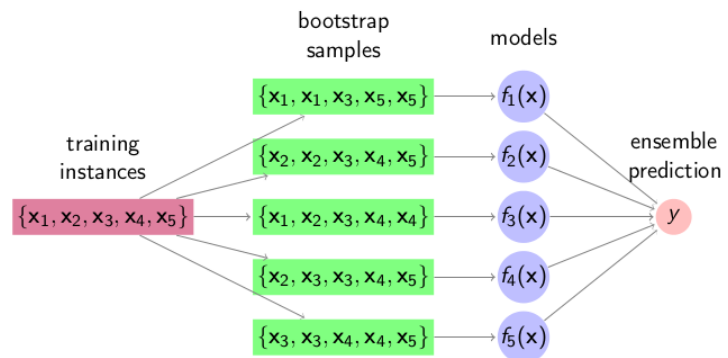 bootstrap
samples
models
{x₁, x₁, x₃, x₅, x₅}
f₁(x)
training
instances
{x₂, x₂, x₃, x₄, x₅}
f₂(x)
ensemble
prediction
{x₁, x₂, x₃, x₄, x₅}
{x₁, x₂, x₃, x₄, x₄}
f₃(x)
y
{x₂, x₃, x₃, x₄, x₅}
f₄(x)
{x₃, x₃, x₄, x₄, x₅}
f₅(x)